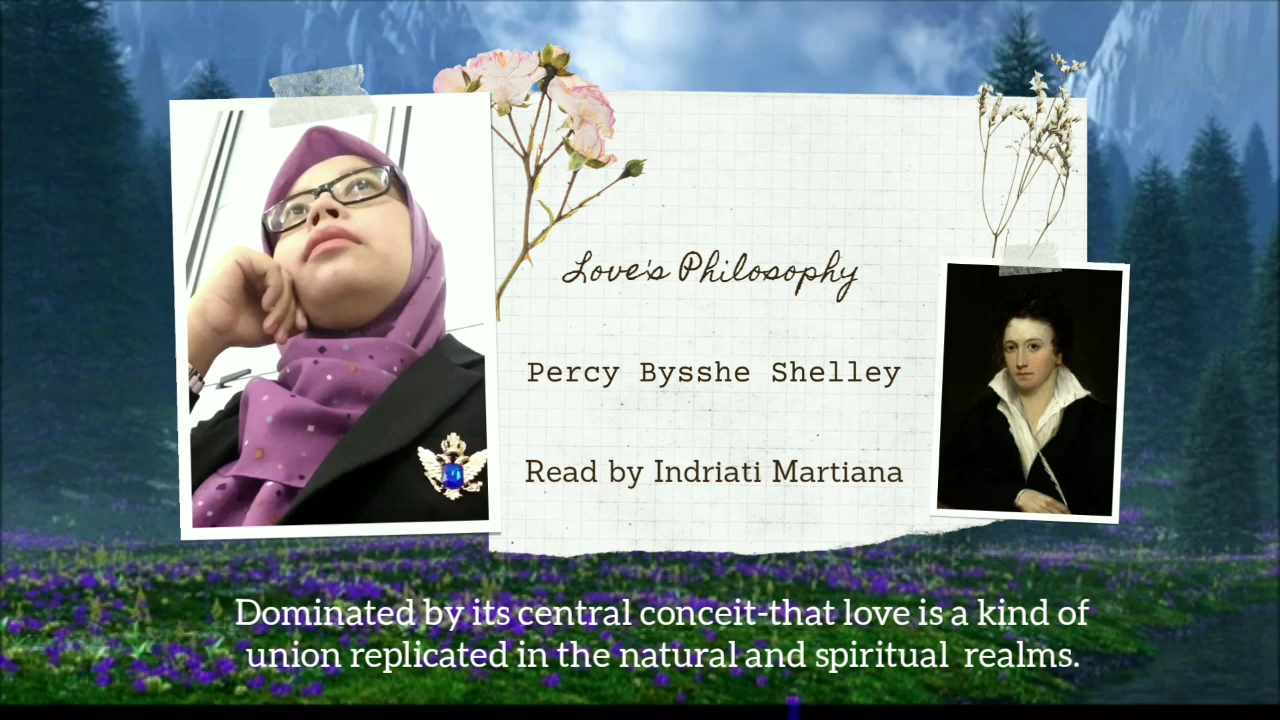 Love's Philosophy
Percy Bysshe Shelley
Read by Indriati Martiana
Dominated by its central conceit-that love is a kind of
union replicated in the natural and spiritual realms.